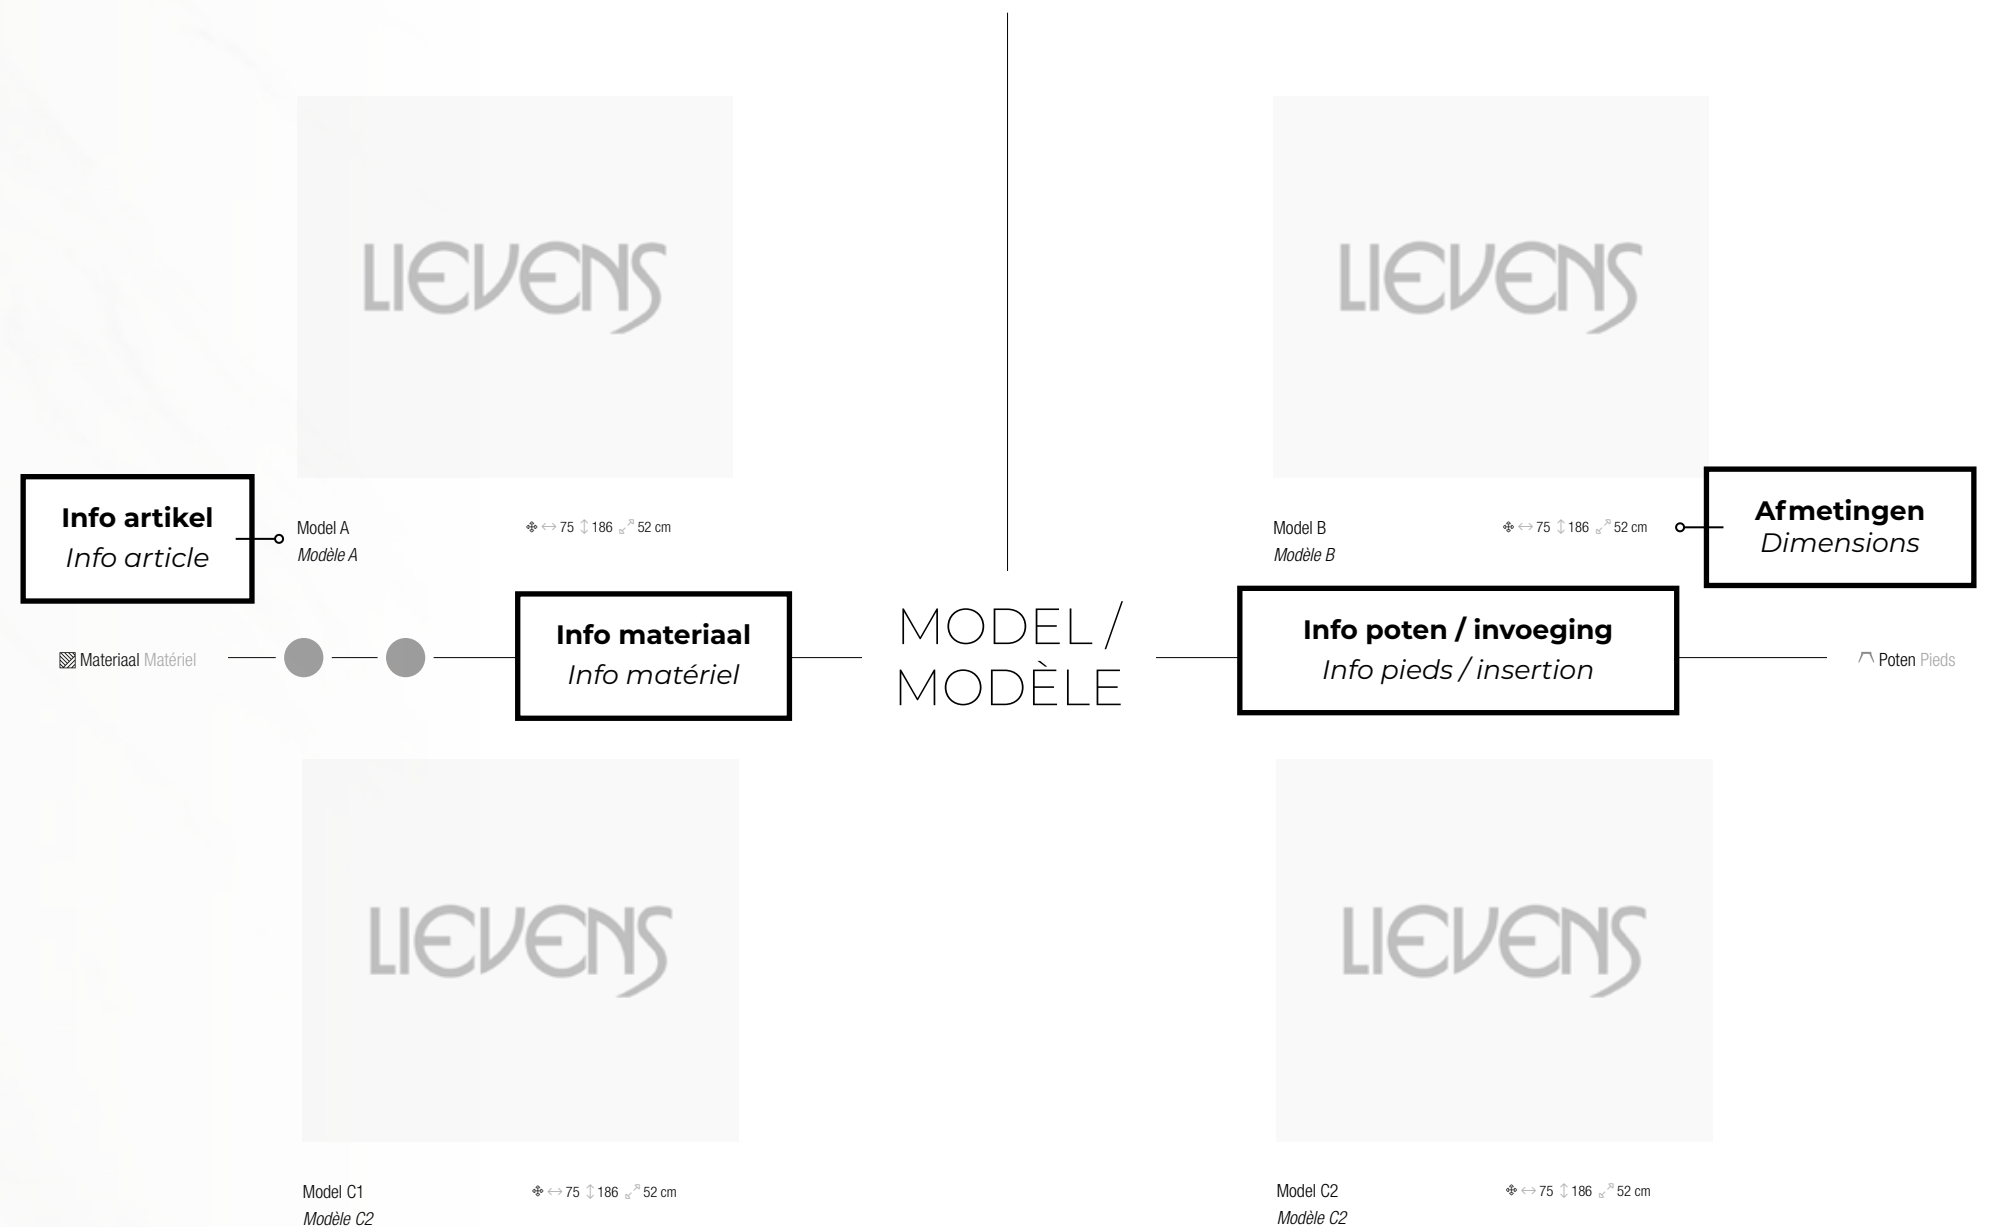 LIEVENS
LIEVENS
Info artikel
Info article
Model A
Modèle A
75 186 52 cm
Model B
Modèle B
75 186 52 cm
Afmetingen
Dimensions
Materiaal Matériel
Info materiaal
Info matériel
MODEL /
MODÈLE
Info poten / invoeging
Info pieds / insertion
Poten Pieds
LIEVENS
LIEVENS
Model C1
Modèle C2
75 186 52 cm
Model C2
Modèle C2
75 186 52 cm